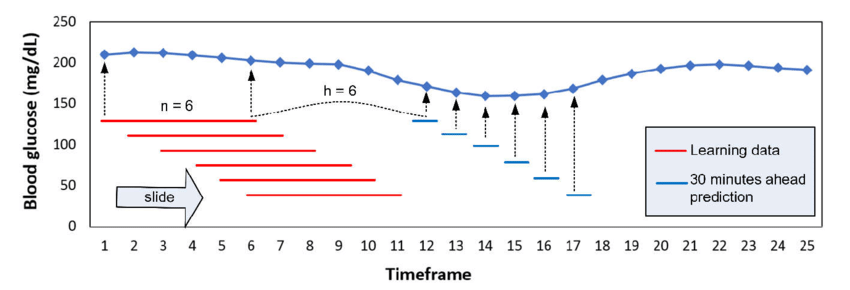 Blood glucose (mg/dL)
250
200
150
100
50
0
n = 6
h = 6
slide
Learning data
30 minutes ahead
prediction
1 2 3 4 5 6 7 8 9 10 11 12 13 14 15 16 17 18 19 20 21 22 23 24 25
Timeframe